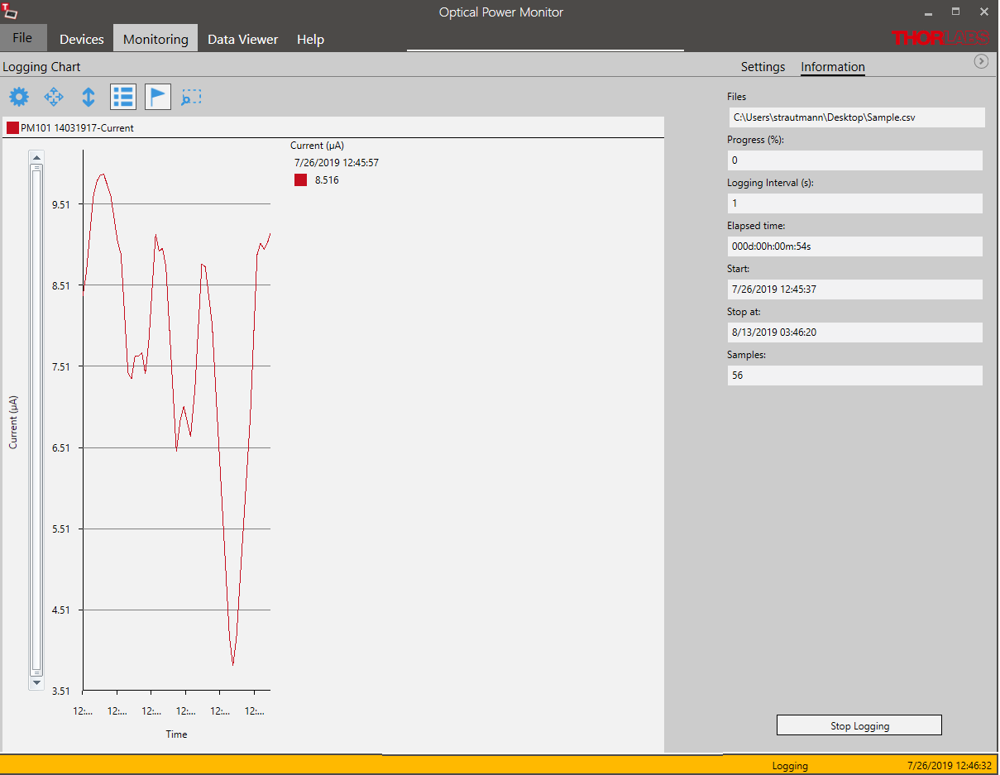 Optical Power Monitor
File Devices Monitoring Data Viewer Help
THORLABS
Logging Chart
Settings Information
PM101 14031917-Current
Current (µA)
7/26/2019 12:45:57
8.516
9.51
8.51
7.51
6.51
5.51
4.51
3.51
Current (µA)
12:... 12:... 12:... 12:... 12:... 12:...
Time
Files
C:\Users\strautmann\Desktop\Sample.csv
Progress (%):
0
Logging Interval (s):
1
Elapsed time:
000d:00h:00m:54s
Start:
7/26/2019 12:45:37
Stop at:
8/13/2019 03:46:20
Samples:
56
Stop Logging
Logging 7/26/2019 12:46:32